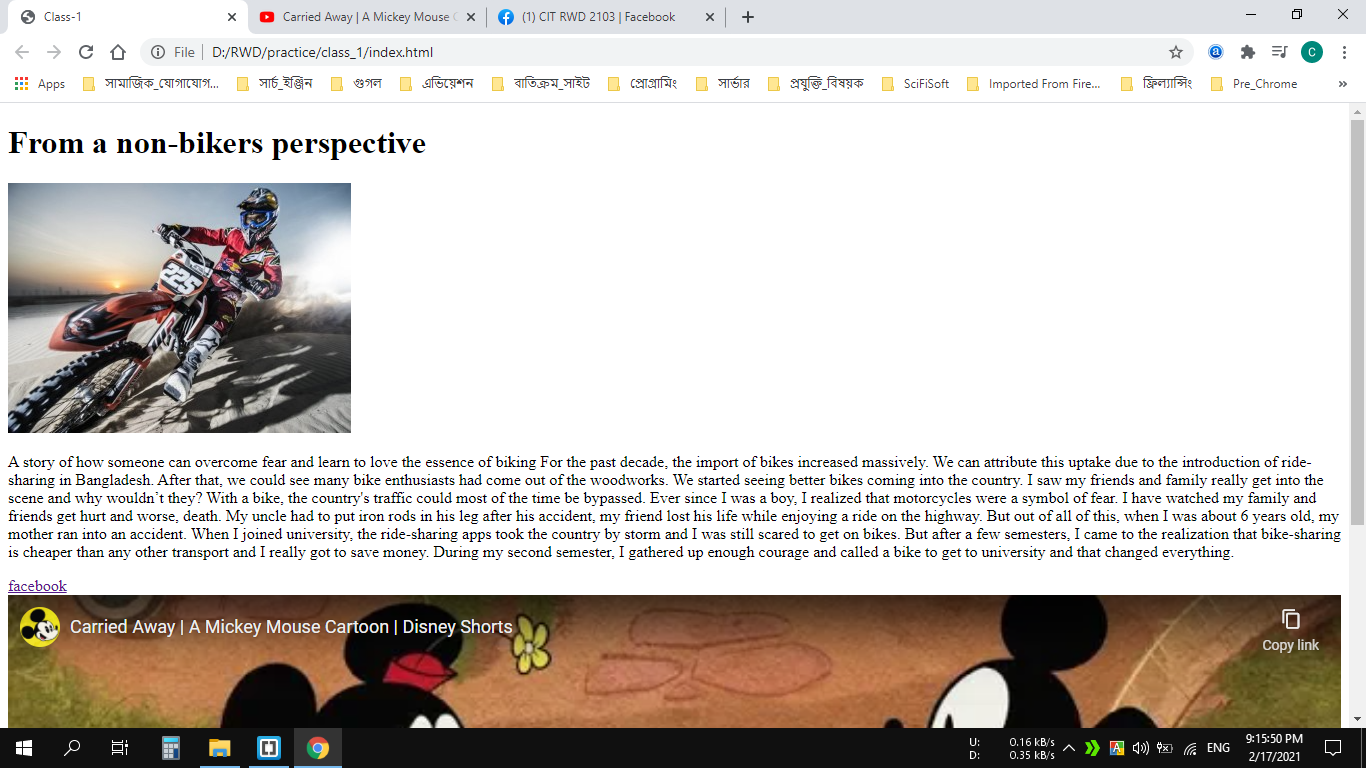 Class-1
Carried Away | A Mickey Mouse C
(1) CIT RWD 2103 | Facebook
File | D:/RWD/practice/class_1/index.html
C
Apps সামাজিক_যোগাযোগ... সার্চ_ইঞ্জিন গুগল এভিয়েশন ব্যতিক্রম_সাইট প্রোগ্রামিং সার্ভার প্রযুক্তি_বিষয়ক SciFiSoft Imported From Fire... ফ্রিল্যান্সিং Pre_Chrome »
From a non-bikers perspective
225
A story of how someone can overcome fear and learn to love the essence of biking For the past decade, the import of bikes increased massively. We can attribute this uptake due to the introduction of ride-
sharing in Bangladesh. After that, we could see many bike enthusiasts had come out of the woodworks. We started seeing better bikes coming into the country. I saw my friends and family really get into the
scene and why wouldn’t they? With a bike, the country's traffic could most of the time be bypassed. Ever since I was a boy, I realized that motorcycles were a symbol of fear. I have watched my family and
friends get hurt and worse, death. My uncle had to put iron rods in his leg after his accident, my friend lost his life while enjoying a ride on the highway. But out of all of this, when I was about 6 years old, my
mother ran into an accident. When I joined university, the ride-sharing apps took the country by storm and I was still scared to get on bikes. But after a few semesters, I came to the realization that bike-sharing
is cheaper than any other transport and I really got to save money. During my second semester, I gathered up enough courage and called a bike to get to university and that changed everything.
facebook
Carried Away | A Mickey Mouse Cartoon | Disney Shorts
Copy link
U: 0.16 kB/s
D: 0.35 kB/s
ENG
9:15:50 PM
2/17/2021